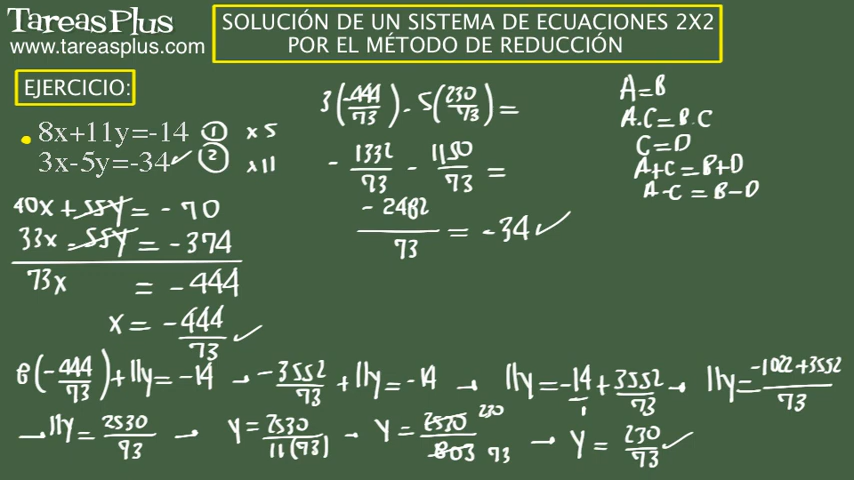 TareasPlus
www.tareasplus.com
SOLUCIÓN DE UN SISTEMA DE ECUACIONES 2X2
POR EL MÉTODO DE REDUCCIÓN
EJERCICIO:
8x+11y=-14 ① x5
3x-5y=-34 ✓ ② x11
40x + 55y = -70
33x - 55y = -374
73x = -444
x = -444/73 ✓
3(-444/73) - 5(230/73) =
-1332/73 - 1150/73 =
-2482/73 = -34 ✓
A=B
A.C=B.C
C=D
A+C=B+D
A-C=B-D
8(-444/73)+11y=-14 → -3552/73+11y=-14 → 11y=-14/1+3552/73 → 11y=-1022+3552/73
→ 11y=2530/73 → y=2530/11(73) → y=2530/803 230/73 → y=230/73 ✓